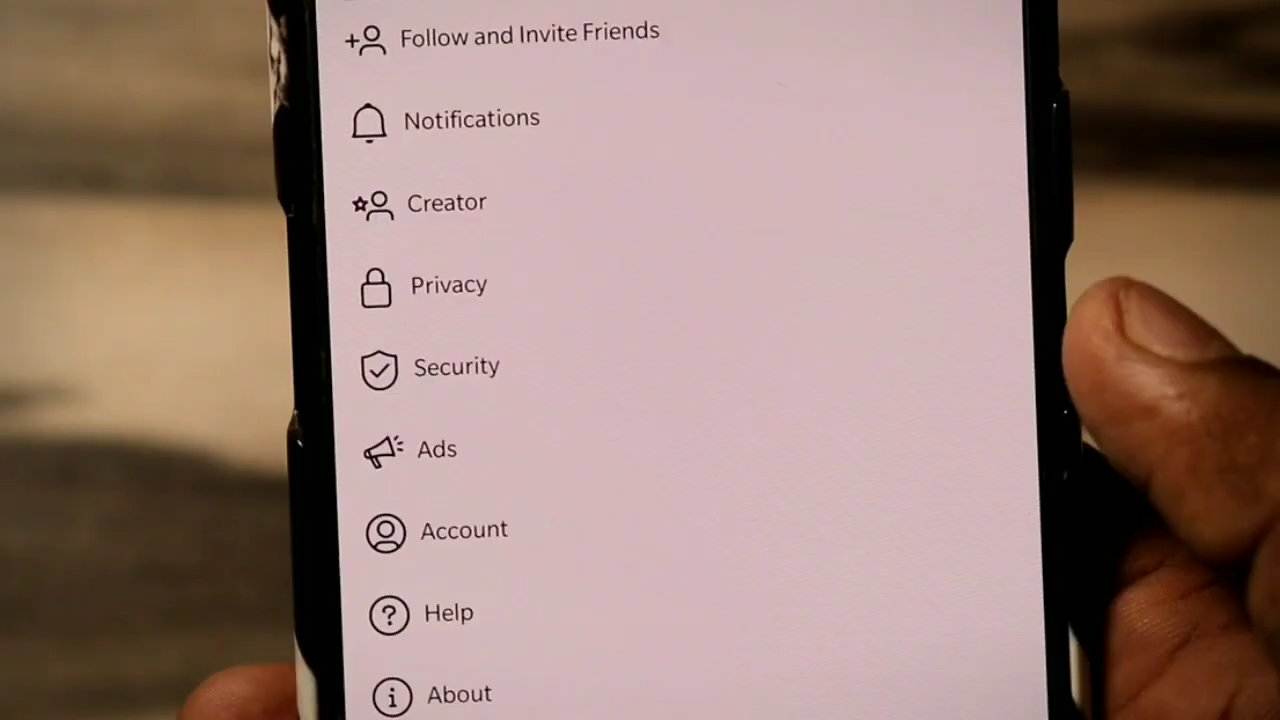 Follow and Invite Friends
Notifications
Creator
Privacy
Security
Ads
Account
Help
About